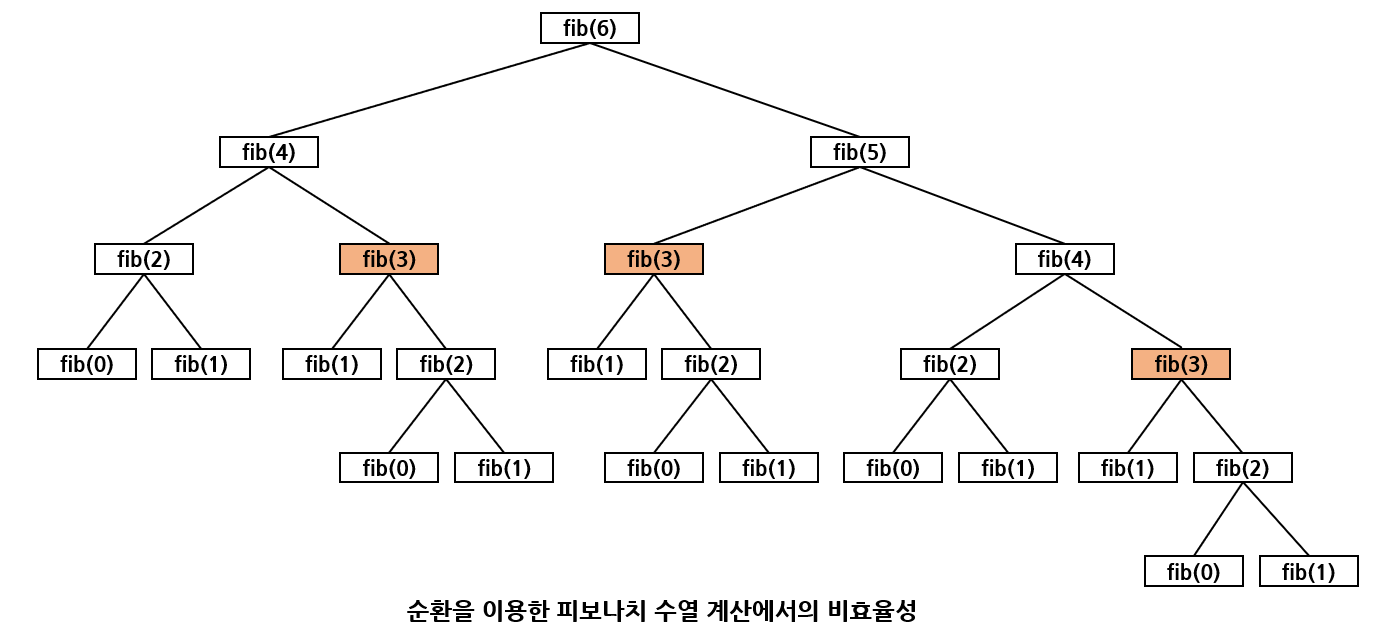 fib(6)
fib(4) fib(5)
fib(2) fib(3) fib(3) fib(4)
fib(0) fib(1) fib(1) fib(2) fib(1) fib(2) fib(2) fib(3)
fib(0) fib(1) fib(0) fib(1) fib(0) fib(1) fib(1) fib(2)
fib(0) fib(1)
순환을 이용한 피보나치 수열 계산에서의 비효율성